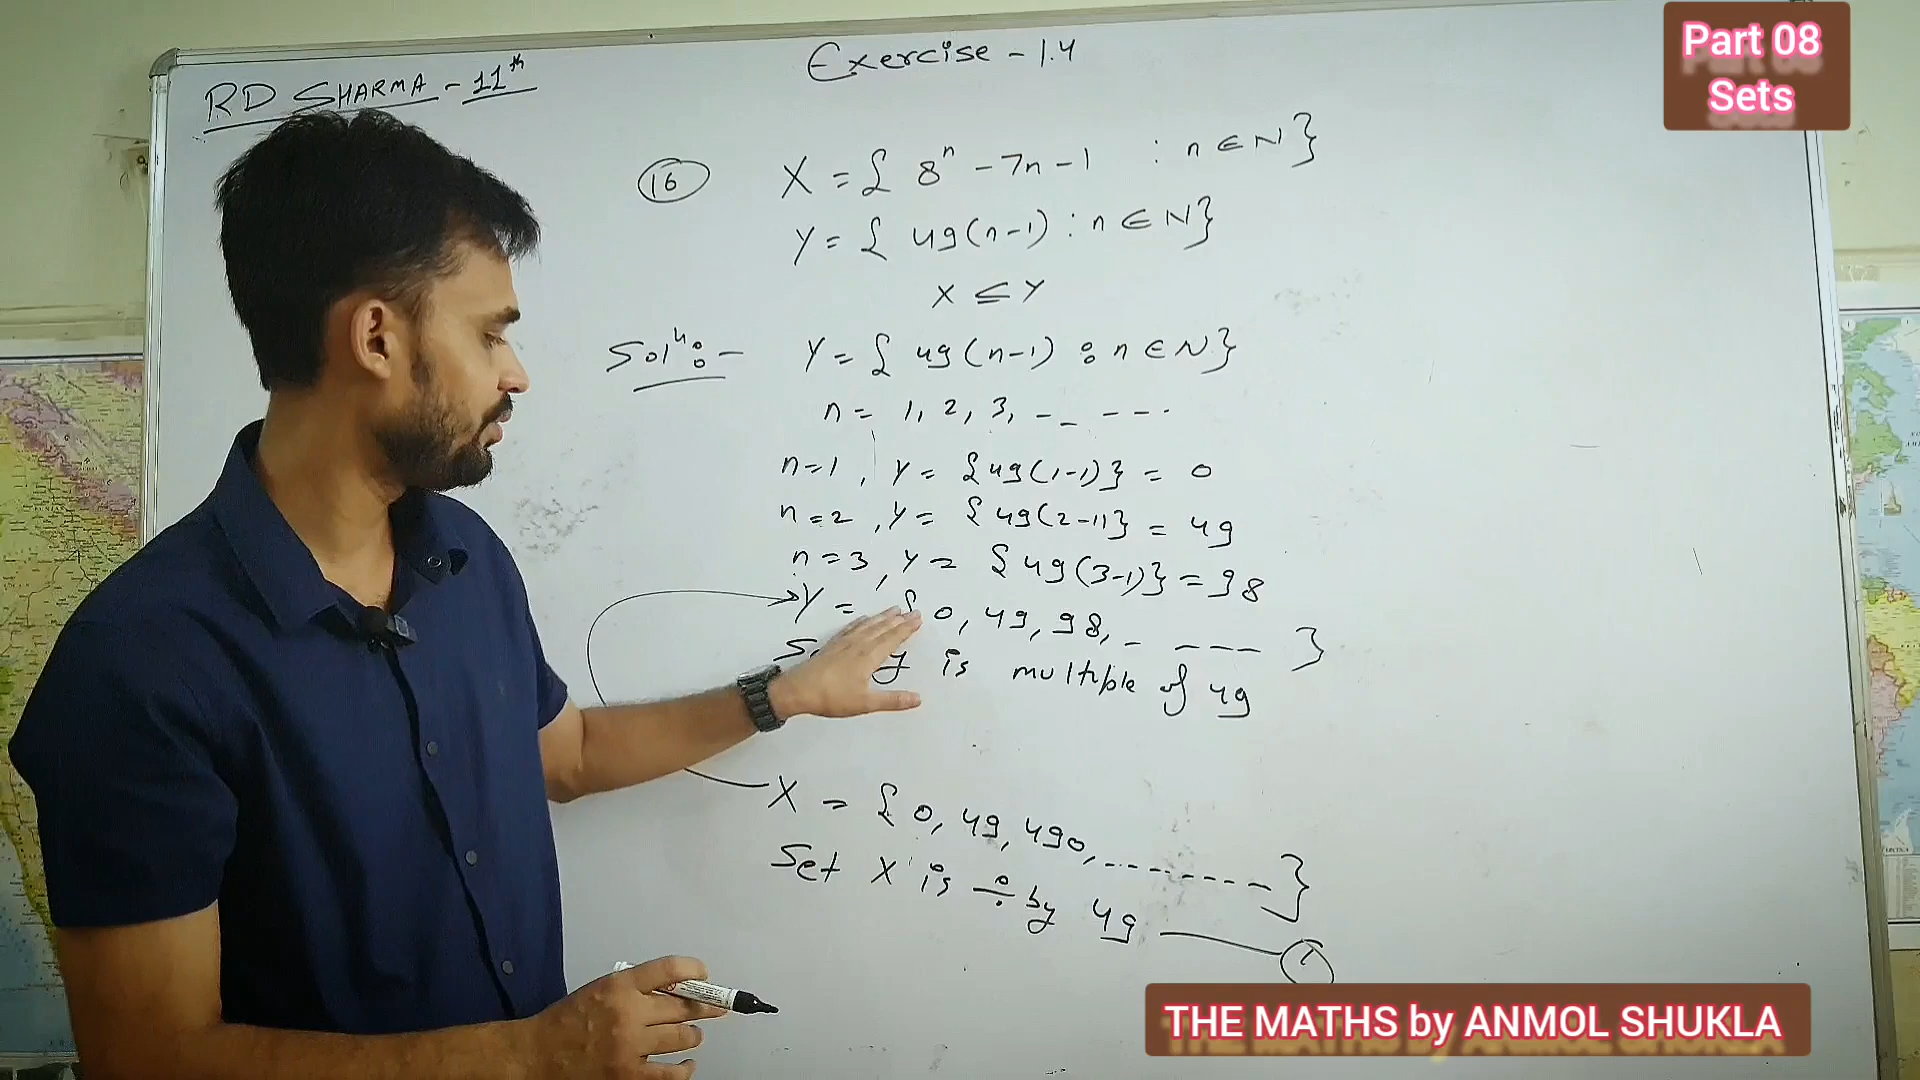 RD SHARMA - 11th
Exercise - 1.4
Part 08
Sets
16 X = { 8ⁿ - 7n - 1 : n ∈ N}
Y = { 49(n-1) : n ∈ N}
X ⊆ Y
Solⁿ:- Y = { 49(n-1) : n ∈ N}
n = 1, 2, 3, - - - - -
n=1, Y = {49(1-1)} = 0
n=2, Y = {49(2-1)} = 49
n=3, Y = {49(3-1)} = 98
Y = { 0, 49, 98, - - - - }
is multiple of 49
X = { 0, 49, 490, - - - - - - - - }
Set X is ÷ by 49
THE MATHS by ANMOL SHUKLA